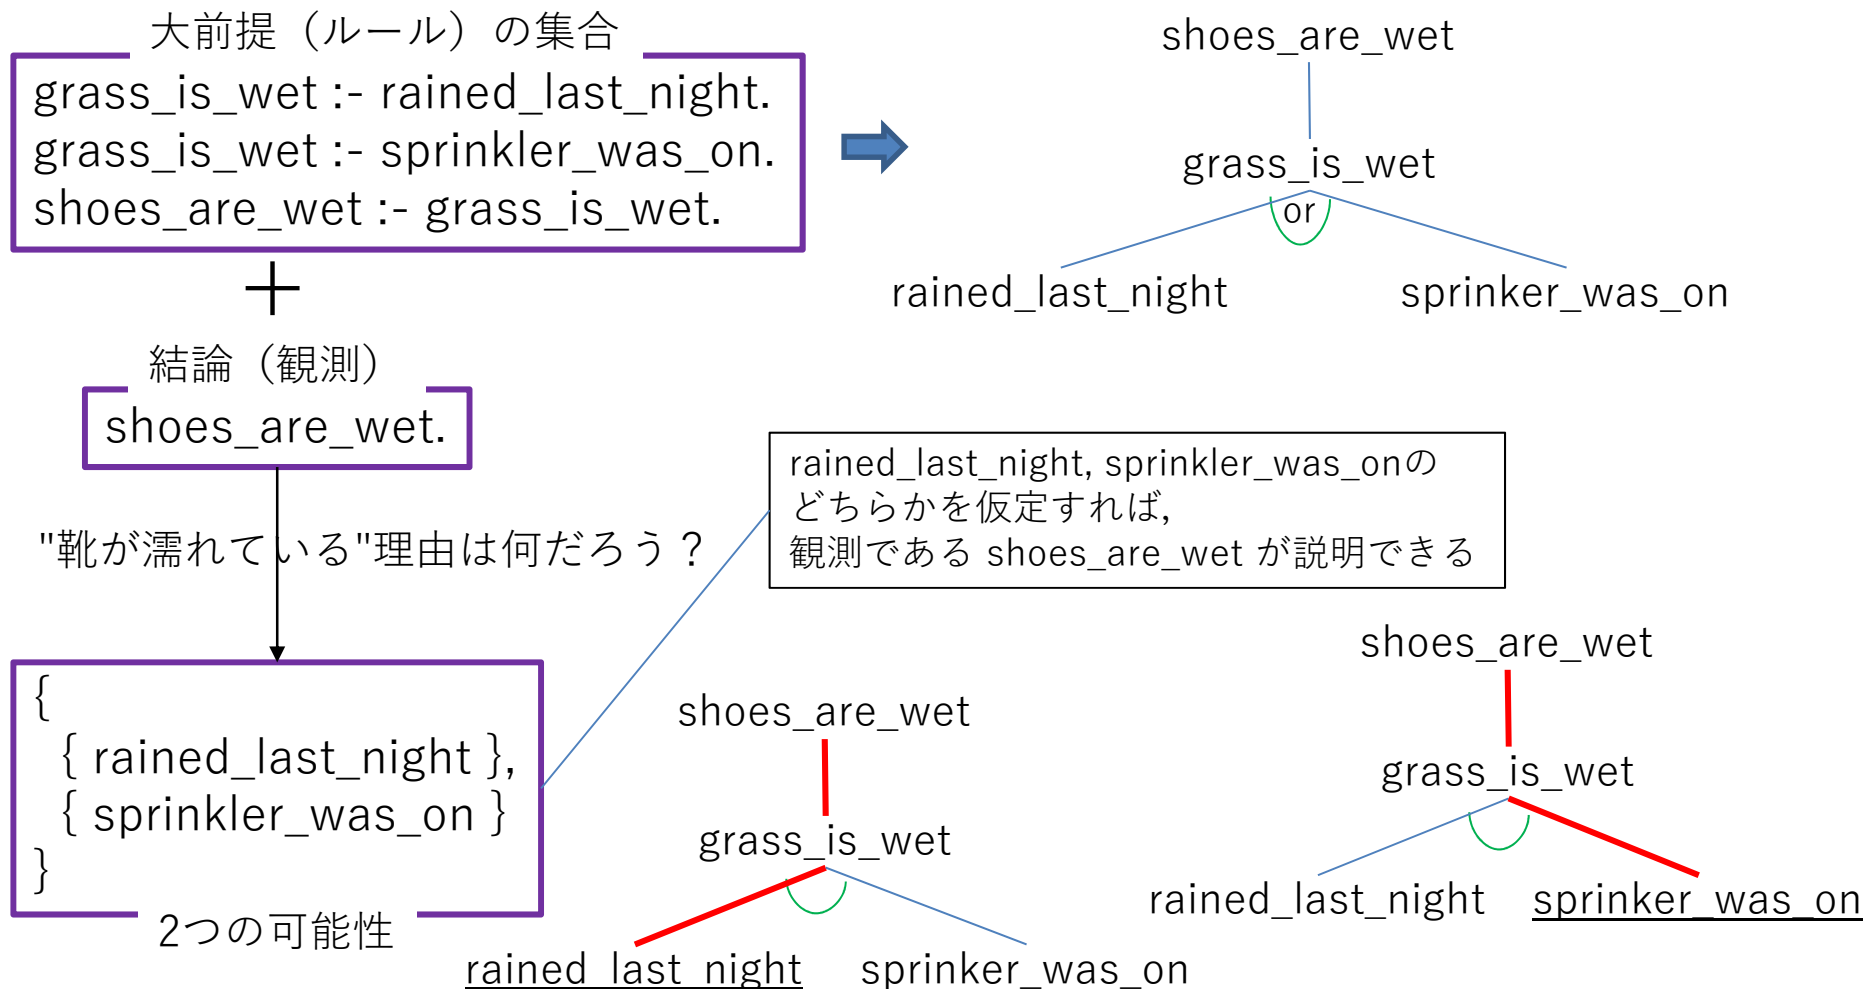 大前提（ルール）の集合
grass_is_wet :- rained_last_night.
grass_is_wet :- sprinkler_was_on.
shoes_are_wet :- grass_is_wet.
+
結論（観測）
shoes_are_wet.
"靴が濡れている"理由は何だろう？
{
{ rained_last_night },
{ sprinkler_was_on }
}
2つの可能性
shoes_are_wet
grass_is_wet
or
rained_last_night
sprinker_was_on
rained_last_night, sprinkler_was_onの
どちらかを仮定すれば,
観測である shoes_are_wet が説明できる
shoes_are_wet
grass_is_wet
rained_last_night
sprinker_was_on
shoes_are_wet
grass_is_wet
rained_last_night
sprinker_was_on